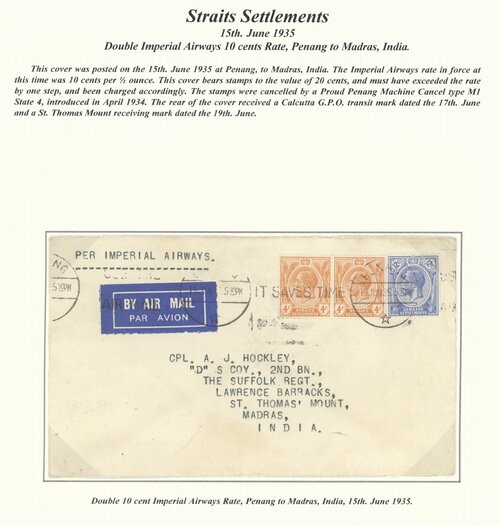 Straits Settlements
15th. June 1935
Double Imperial Airways 10 cents Rate, Penang to Madras, India.
This cover was posted on the 15th. June 1935 at Penang, to Madras, India. The Imperial Airways rate in force at
this time was 10 cents per ½ ounce. This cover bears stamps to the value of 20 cents, and must have exceeded the rate
by one step, and been charged accordingly. The stamps were cancelled by a Proud Penang Machine Cancel type M1
State 4, introduced in April 1934. The rear of the cover received a Calcutta G.P.O. transit mark dated the 17th. June
and a St. Thomas Mount receiving mark dated the 19th. June.
PER IMPERIAL AIRWAYS.
5 30PM
5 30PM
IT SAVES TIME
BY AIR MAIL
PAR AVION
STRAITS
SETTLEMENTS
CPL. A. J. HOCKLEY,
"D" S COY., 2ND BN.,
THE SUFFOLK REGT.,
LAWRENCE BARRACKS,
ST. THOMAS' MOUNT,
MADRAS,
INDIA.
Double 10 cent Imperial Airways Rate, Penang to Madras, India, 15th. June 1935.